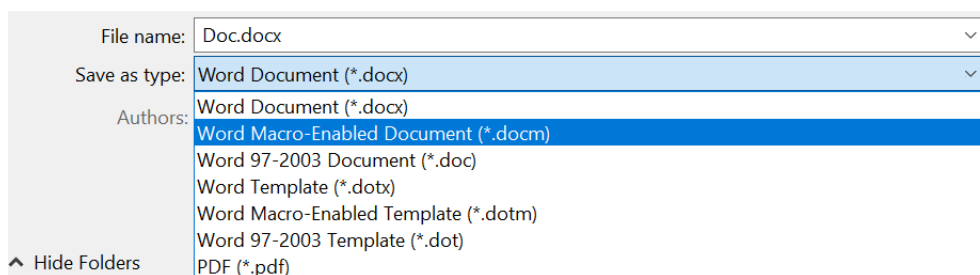 File name: Doc.docx
Save as type: Word Document (*.docx)
Authors:
Word Document (*.docx)
Word Macro-Enabled Document (*.docm)
Word 97-2003 Document (*.doc)
Word Template (*.dotx)
Word Macro-Enabled Template (*.dotm)
Word 97-2003 Template (*.dot)
Hide Folders
PDF (*.pdf)